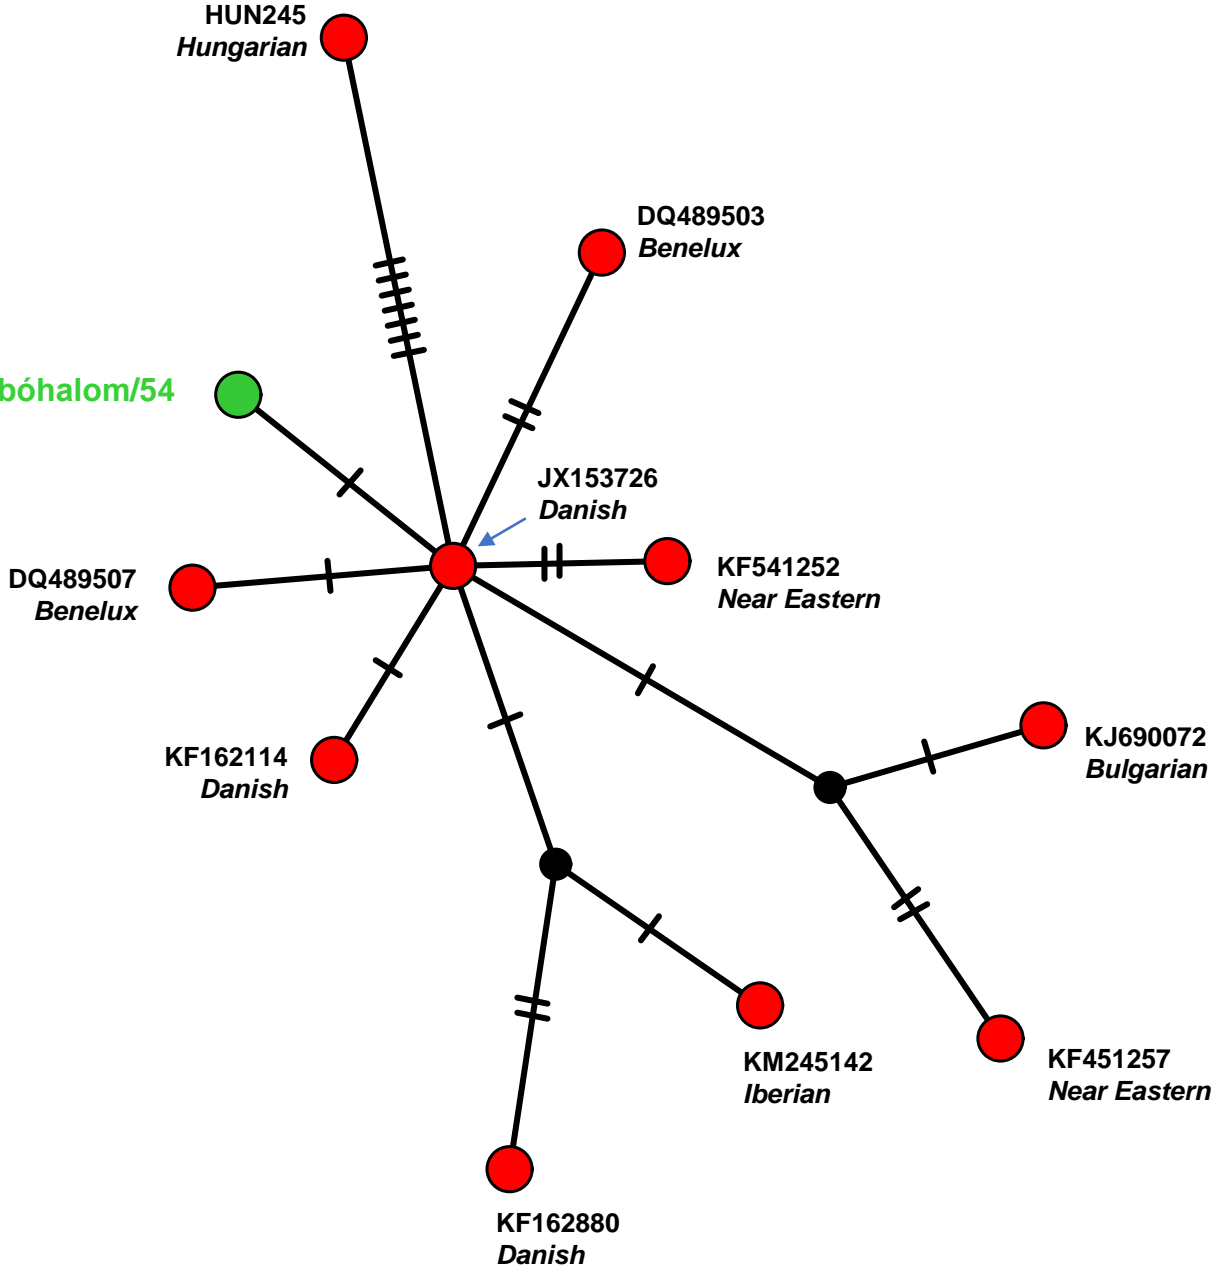 HUN245
Hungarian
DQ489503
Benelux
bóhalom/54
JX153726
Danish
DQ489507
Benelux
KF541252
Near Eastern
KF162114
Danish
KJ690072
Bulgarian
KM245142
Iberian
KF451257
Near Eastern
KF162880
Danish